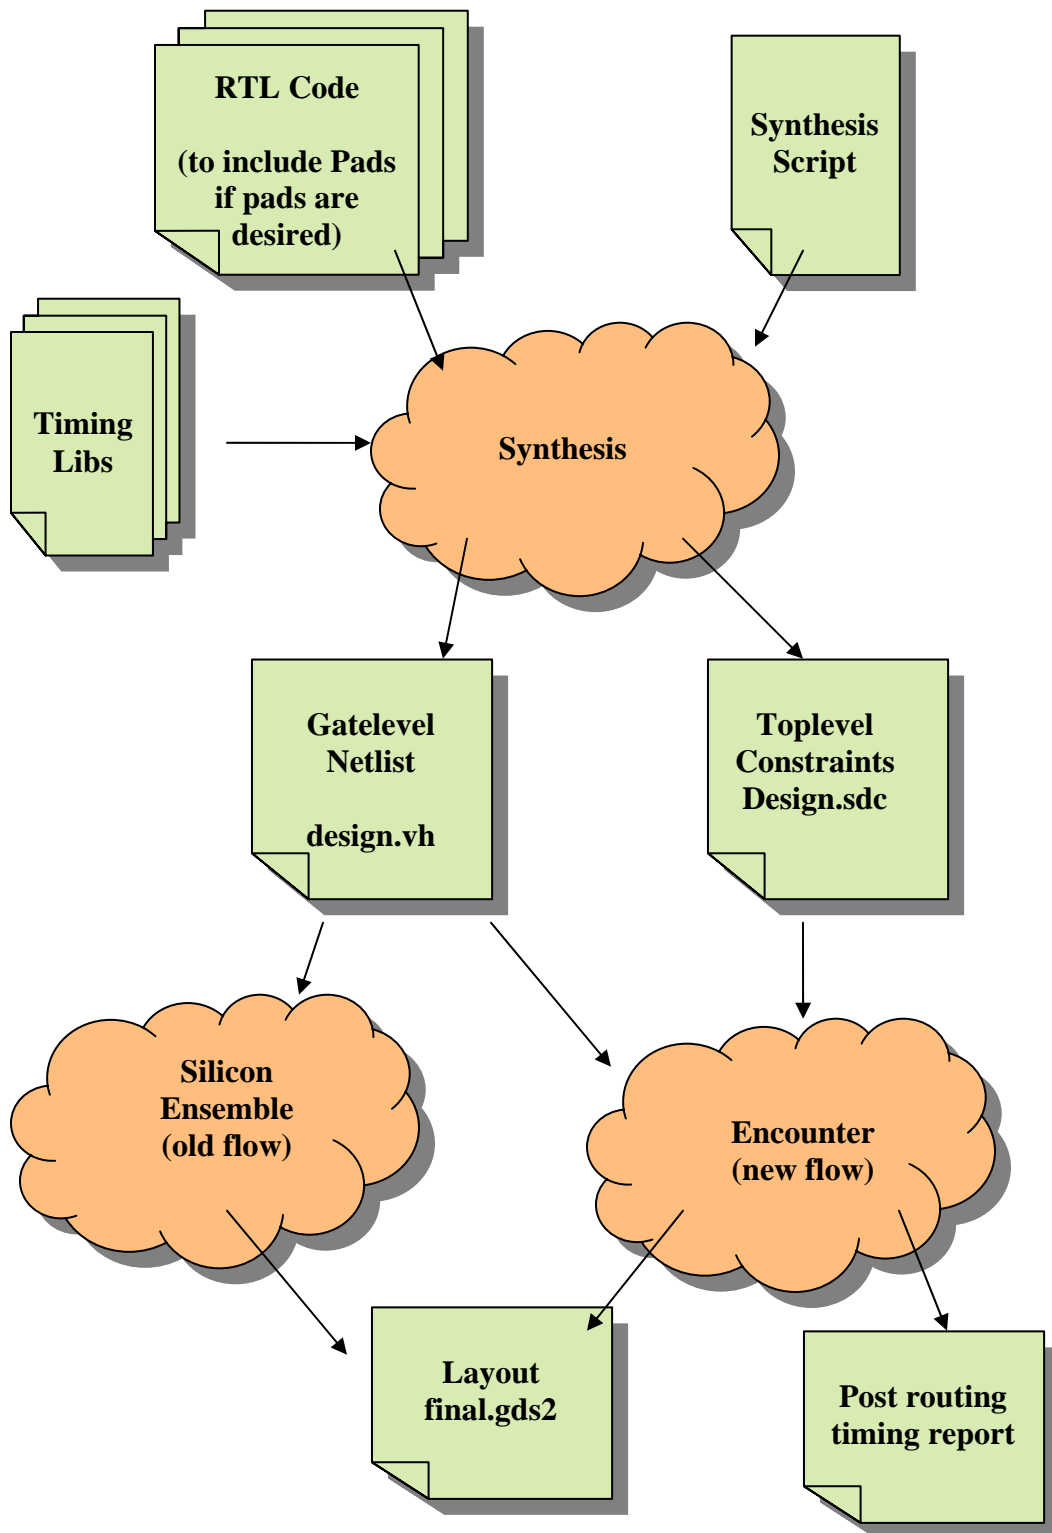 RTL Code
(to include Pads
if pads are
desired)
Synthesis
Script
Timing
Libs
Synthesis
Gatelevel
Netlist
design.vh
Toplevel
Constraints
Design.sdc
Silicon
Ensemble
(old flow)
Encounter
(new flow)
Layout
final.gds2
Post routing
timing report